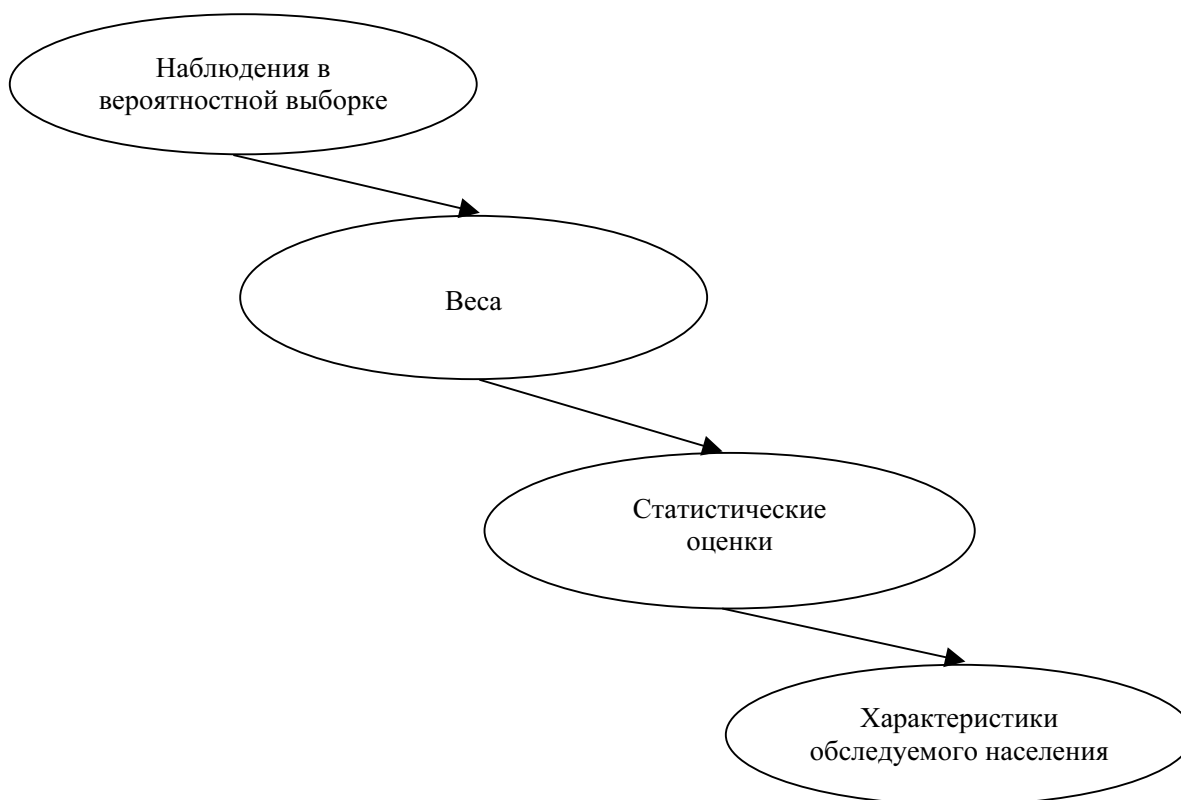 Наблюдения в
вероятностной выборке
Веса
Статистические
оценки
Характеристики
обследуемого населения